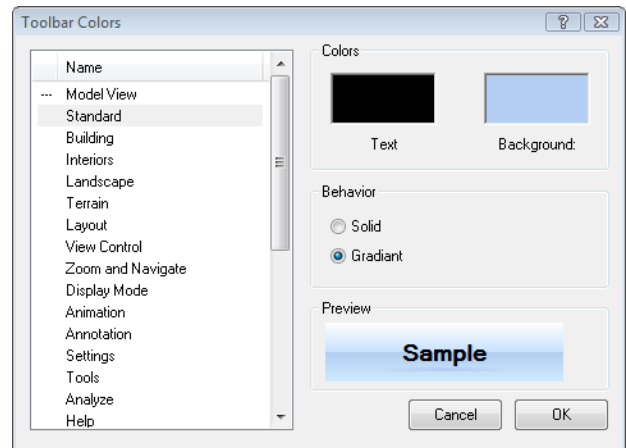 Toolbar Colors
Name
Model View
Standard
Building
Interiors
Landscape
Terrain
Layout
View Control
Zoom and Navigate
Display Mode
Animation
Annotation
Settings
Tools
Analyze
Help
Colors
Text Background:
Behavior
Solid
Gradiant
Preview
Sample
Cancel OK